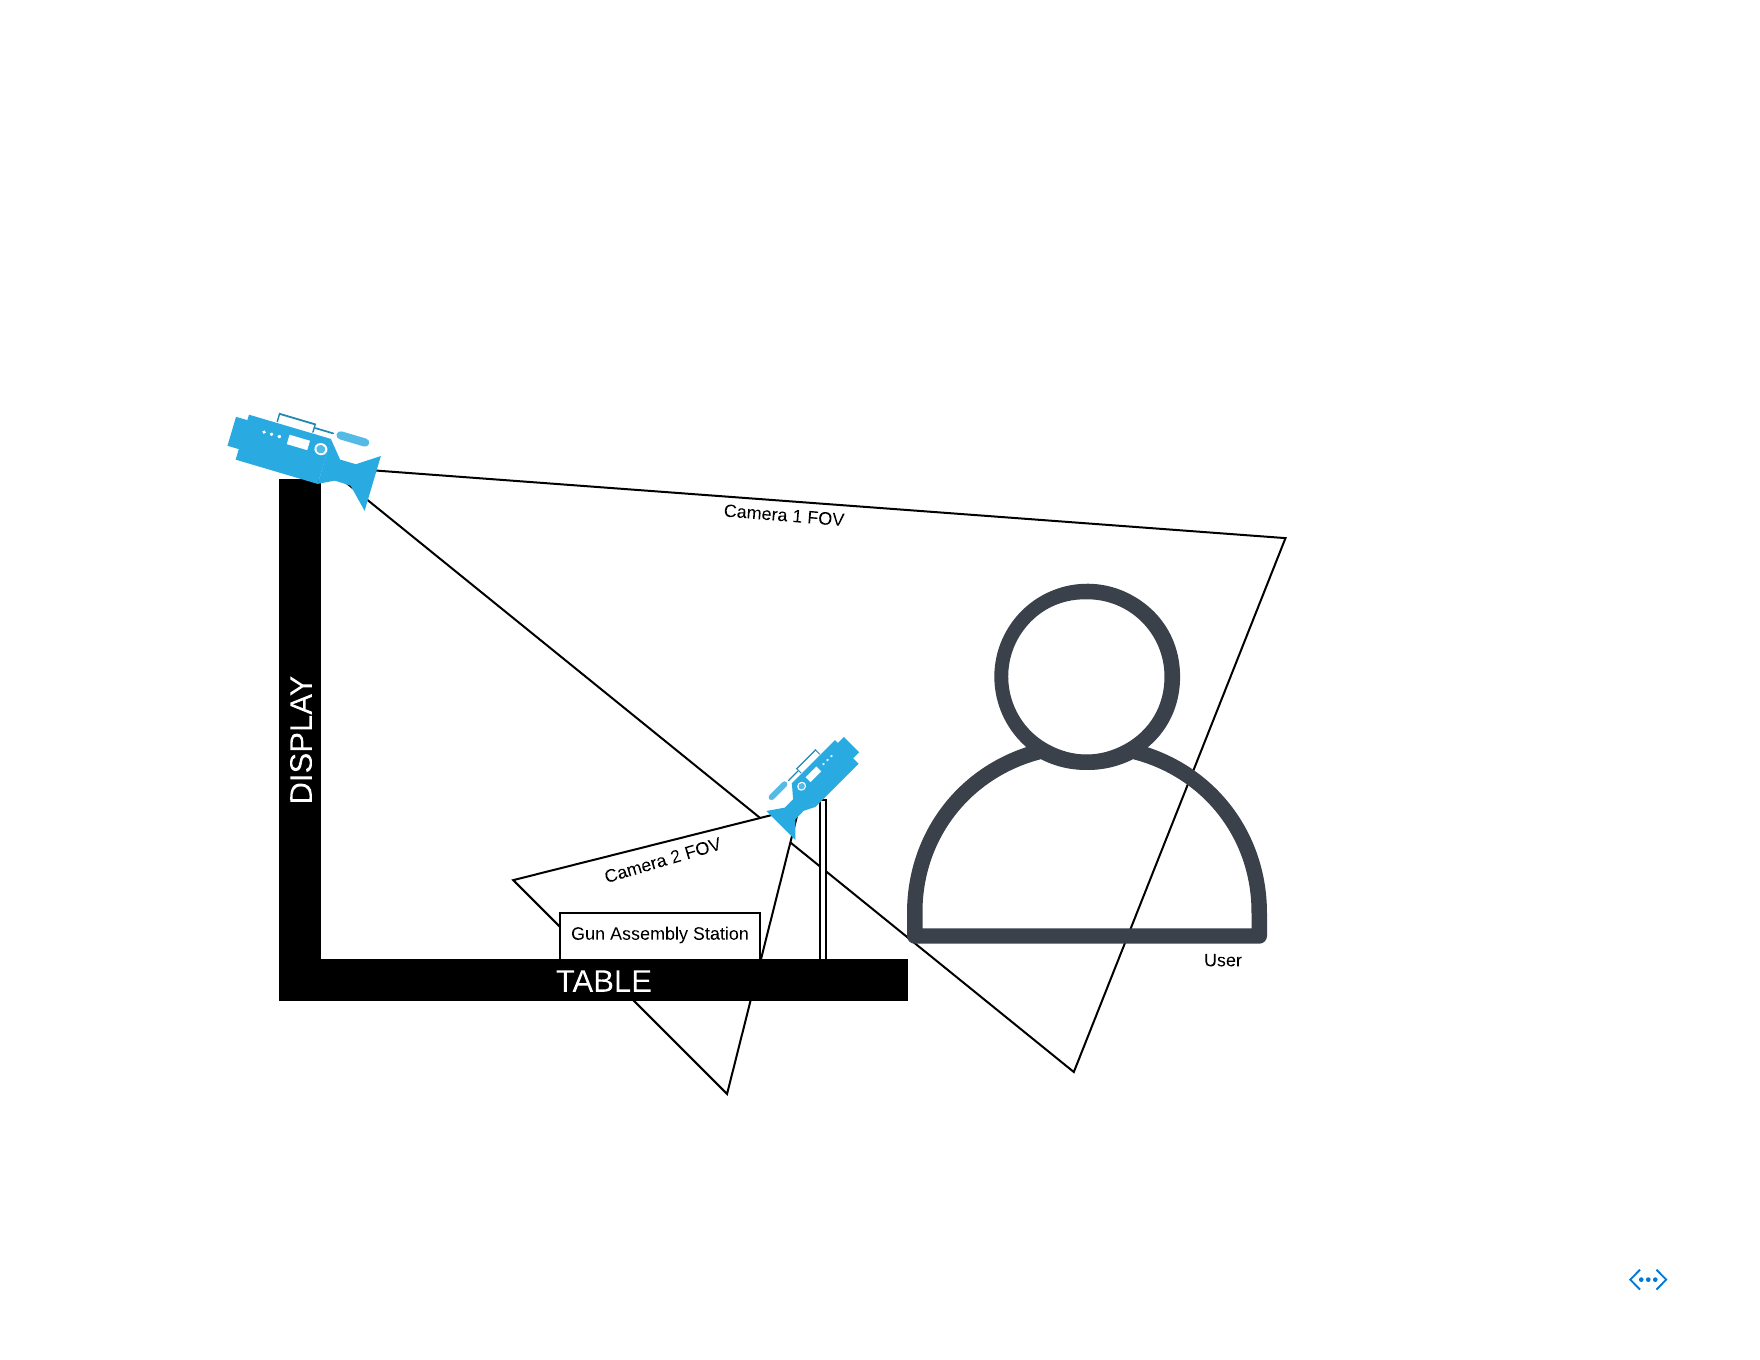 Camera 1 FOV
DISPLAY
Camera 2 FOV
Gun Assembly Station
User
TABLE